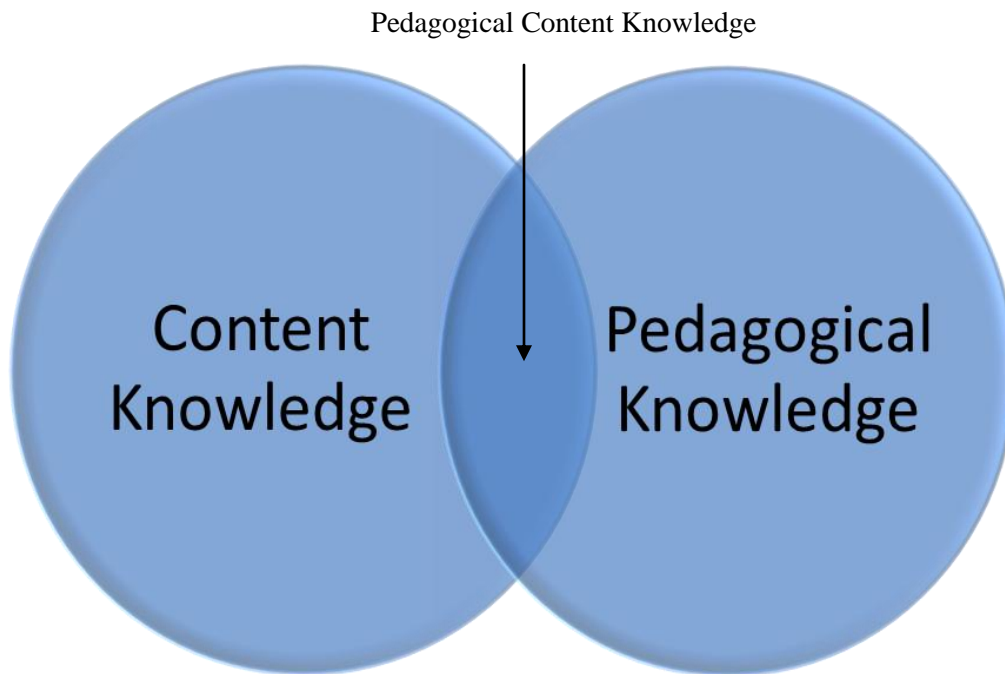 Pedagogical Content Knowledge
Content
Knowledge
Pedagogical
Knowledge